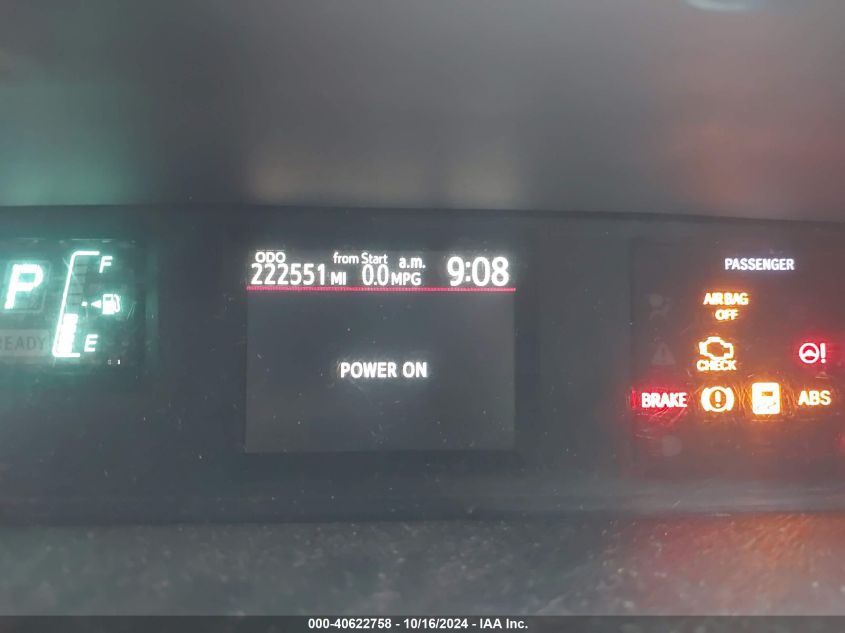 P
READY
F
E
ODO
222551 MI
from Start
0.0 MPG
a.m.
9:08
POWER ON
PASSENGER
AIR BAG
OFF
CHECK
!
BRAKE
!
ABS
000-40622758 - 10/16/2024 - IAA Inc.